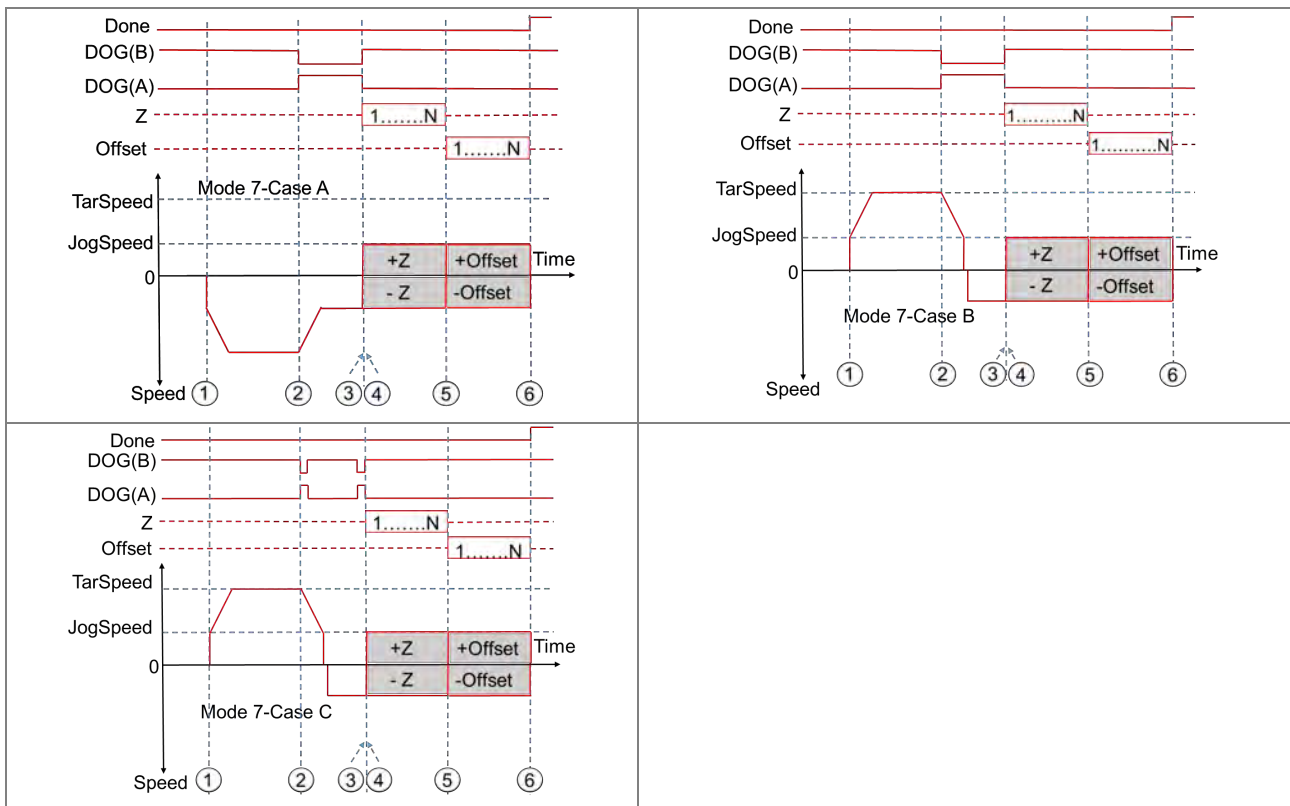 Done
DOG(B)
DOG(A)
Z
1.......N
Offset
1.......N
Mode 7-Case A
TarSpeed
JogSpeed
+Z +Offset Time
0
- Z -Offset
Speed 1 2 3 4 5 6
Done
DOG(B)
DOG(A)
Z
1..........N
Offset
1..........N
TarSpeed
JogSpeed
+Z +Offset Time
0
- Z -Offset
Mode 7-Case B
Speed 1 2 3 4 5 6
Done
DOG(B)
DOG(A)
Z
1.......N
Offset
1.......N
TarSpeed
JogSpeed
+Z +Offset Time
0
- Z -Offset
Mode 7-Case C
Speed 1 2 3 4 5 6